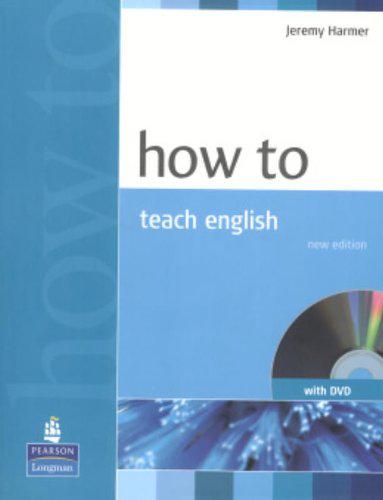 Jeremy Harmer
how to
how to
teach english
new edition
with DVD
PEARSON
Longman